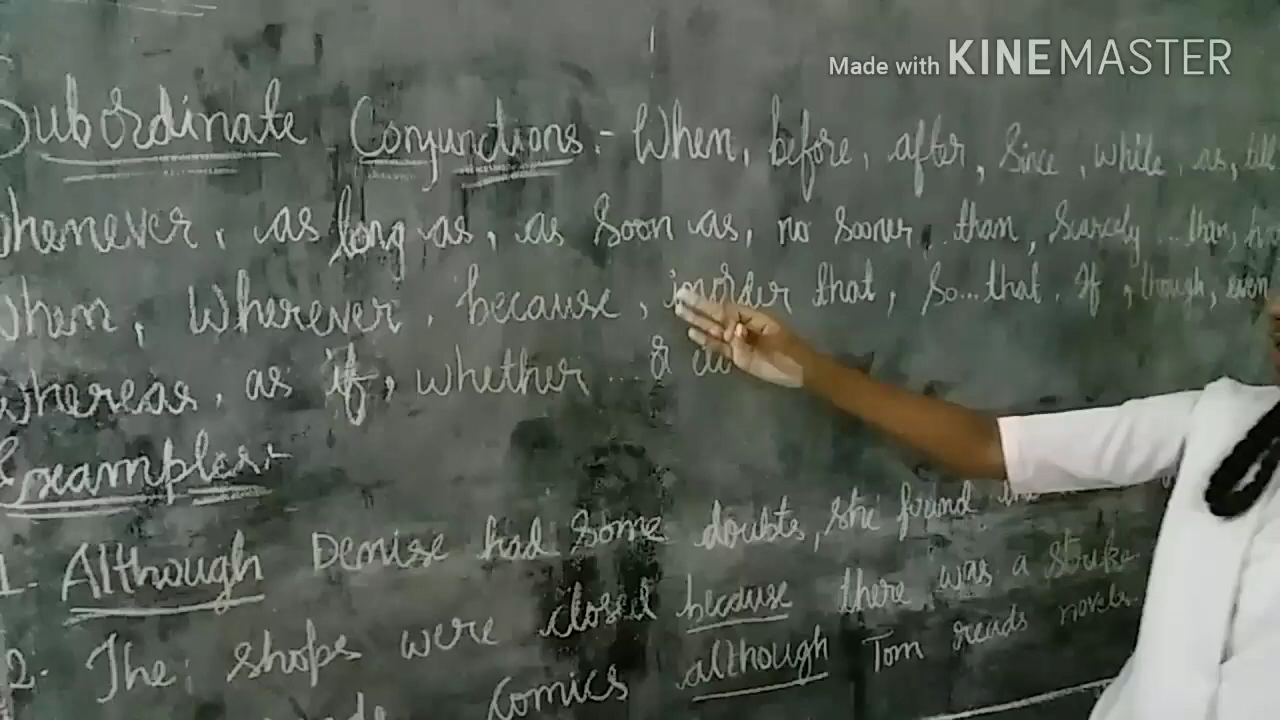 Made with KINEMASTER
Subordinate Conjunctions :- When, before, after, Since, while, as, till
whenever, as long as, as soon as, no sooner ... than, Scarcely ... than,
when, Wherever, because, inorder that, So... that, If, though, even
whereas, as if, whether ...
Examples:-
1. Although Denise had some doubts, she found
2. The shops were closed because there was a strike
Comics although Tom reads novels.